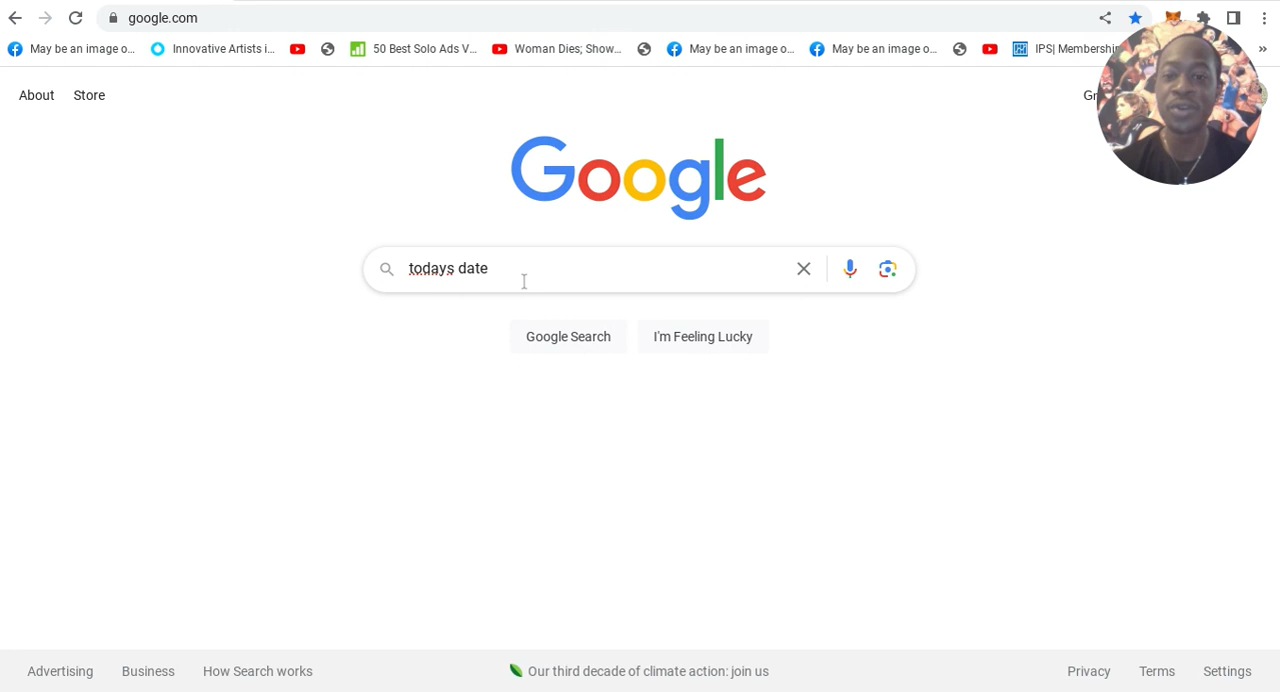 google.com
May be an image o...
Innovative Artists i...
50 Best Solo Ads V...
Woman Dies; Show...
May be an image o...
May be an image o...
IPS| Membership
»
About
Store
Gr
Google
todays date
Google Search
I'm Feeling Lucky
Advertising
Business
How Search works
Our third decade of climate action: join us
Privacy
Terms
Settings